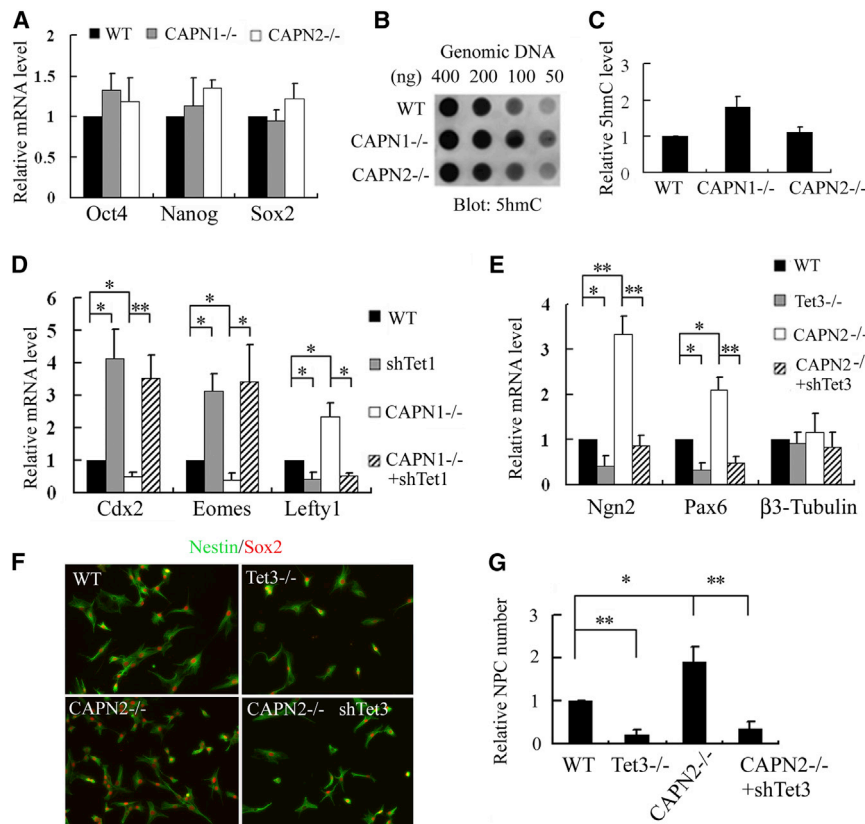 A
WT CAPN1-/- CAPN2-/-
Relative mRNA level
2
1.5
1
0.5
0
Oct4 Nanog Sox2
B
Genomic DNA
(ng) 400 200 100 50
WT
CAPN1-/-
CAPN2-/-
Blot: 5hmC
C
Relative 5hmC level
3
2
1
0
WT CAPN1-/- CAPN2-/-
D
Relative mRNA level
6
5
4
3
2
1
0
* * **
* * *
* * *
Cdx2 Eomes Lefty1
WT
shTet1
CAPN1-/-
CAPN1-/-
+shTet1
E
Relative mRNA level
4
3
2
1
0
** * **
* * **
Ngn2 Pax6 β3-Tubulin
WT
Tet3-/-
CAPN2-/-
CAPN2-/-
+shTet3
F
Nestin/Sox2
WT Tet3-/-
CAPN2-/- CAPN2-/- shTet3
G
Relative NPC number
3
2
1
0
* **
**
WT Tet3-/- CAPN2-/- CAPN2-/-
+shTet3